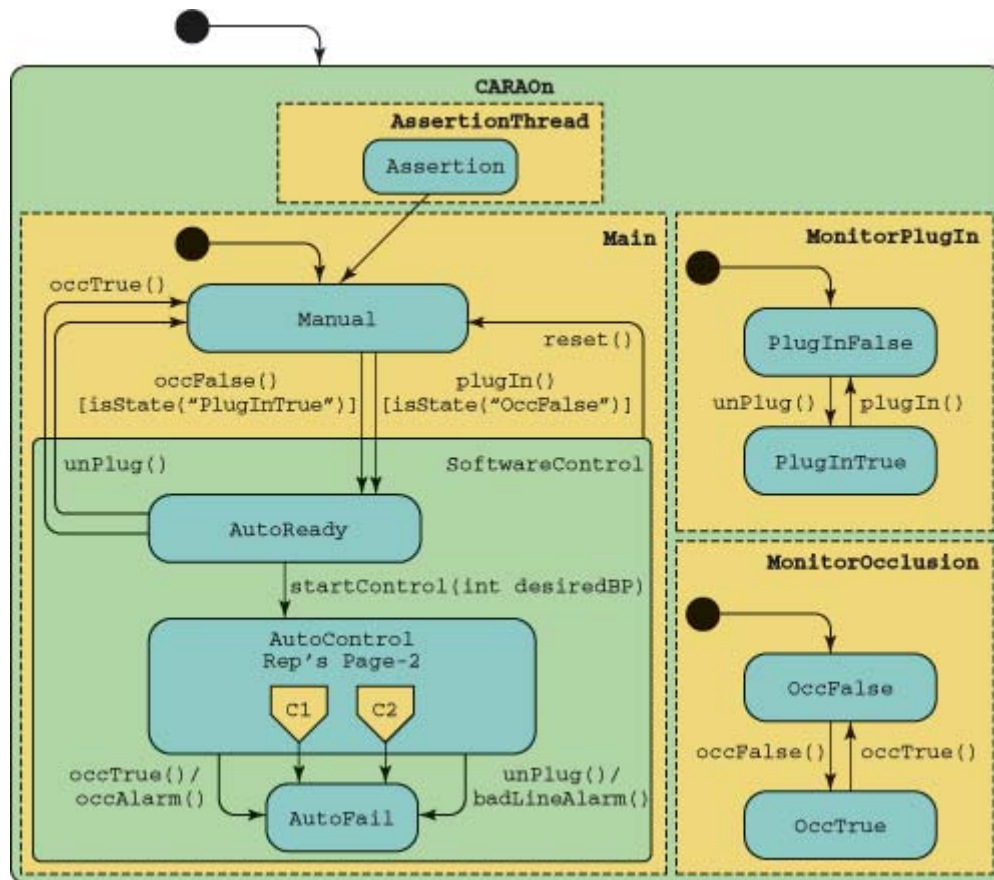 CARAOn
AssertionThread
Assertion
Main
occTrue()
Manual
reset()
occFalse()
[isState(“PlugInTrue”)]
plugIn()
[isState(“OccFalse”)]
unPlug()
SoftwareControl
AutoReady
startControl(int desiredBP)
AutoControl
Rep’s Page-2
C1
C2
occTrue()/
occAlarm()
unPlug()/
badLineAlarm()
AutoFail
MonitorPlugIn
PlugInFalse
unPlug()
plugIn()
PlugInTrue
MonitorOcclusion
OccFalse
occFalse()
occTrue()
OccTrue